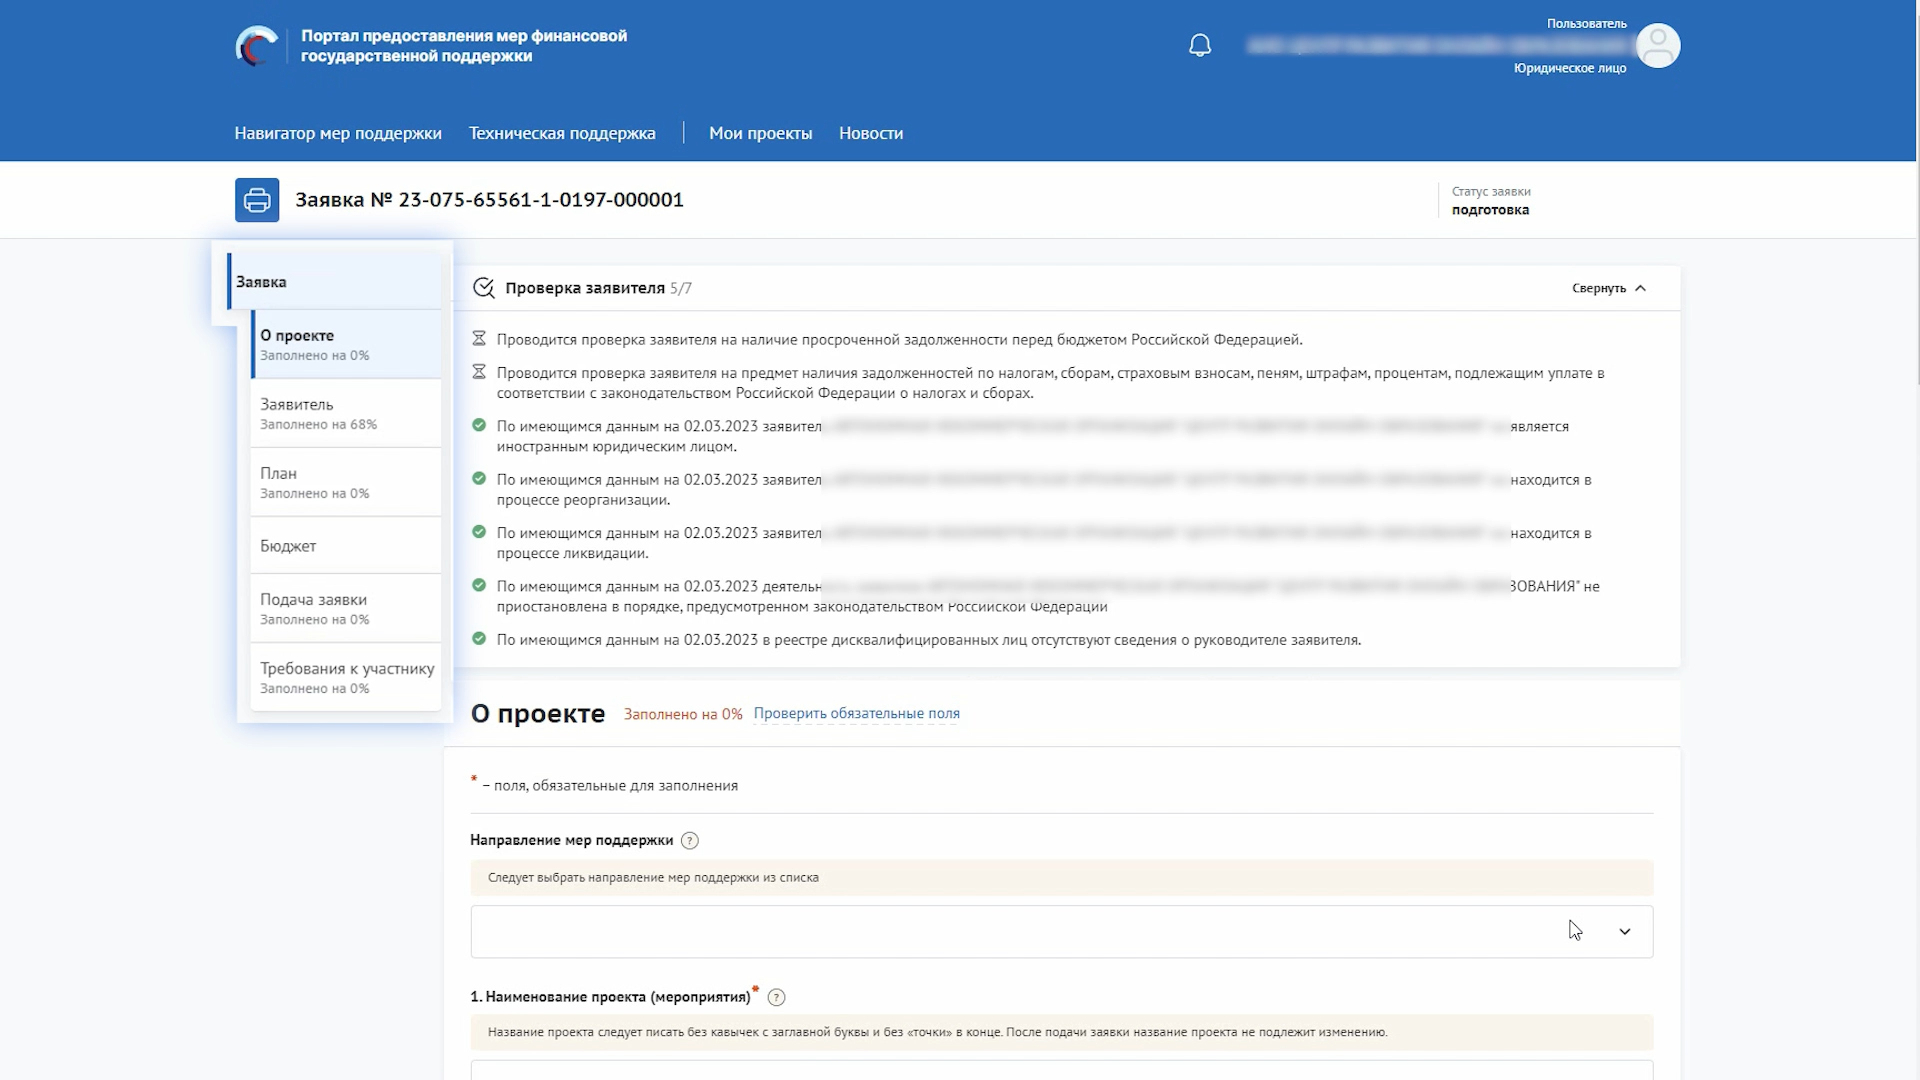 Портал предоставления мер финансовой
государственной поддержки
Пользователь
Юридическое лицо
Навигатор мер поддержки
Техническая поддержка
Мои проекты
Новости
Заявка № 23-075-65561-1-0197-000001
Статус заявки
подготовка
Заявка
О проекте
Заполнено на 0%
Заявитель
Заполнено на 68%
План
Заполнено на 0%
Бюджет
Подача заявки
Заполнено на 0%
Требования к участнику
Заполнено на 0%
Проверка заявителя 5/7
Свернуть
Проводится проверка заявителя на наличие просроченной задолженности перед бюджетом Российской Федерацией.
Проводится проверка заявителя на предмет наличия задолженностей по налогам, сборам, страховым взносам, пеням, штрафам, процентам, подлежащим уплате в
соответствии с законодательством Российской Федерации о налогах и сборах.
По имеющимся данным на 02.03.2023 заявитель является
иностранным юридическим лицом.
По имеющимся данным на 02.03.2023 заявитель находится в
процессе реорганизации.
По имеющимся данным на 02.03.2023 заявитель находится в
процессе ликвидации.
По имеющимся данным на 02.03.2023 деятельность ЗОВАНИЯ" не
приостановлена в порядке, предусмотренном законодательством Российской Федерации
По имеющимся данным на 02.03.2023 в реестре дисквалифицированных лиц отсутствуют сведения о руководителе заявителя.
О проекте Заполнено на 0% Проверить обязательные поля
* – поля, обязательные для заполнения
Направление мер поддержки ?
Следует выбрать направление мер поддержки из списка
1. Наименование проекта (мероприятия)* ?
Название проекта следует писать без кавычек с заглавной буквы и без «точки» в конце. После подачи заявки название проекта не подлежит изменению.